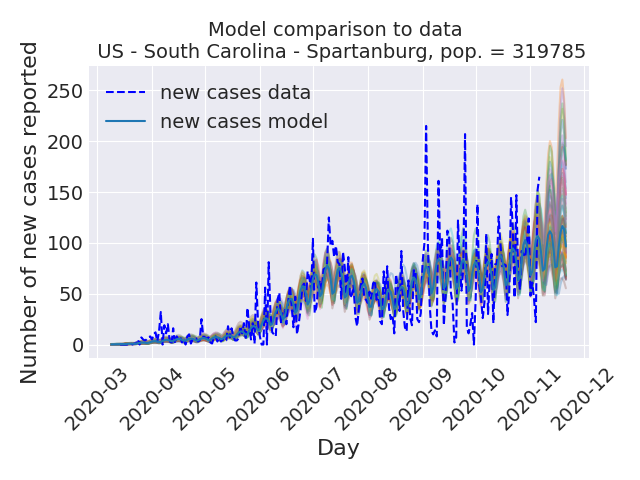 Model comparison to data
US - South Carolina - Spartanburg, pop. = 319785
Number of new cases reported
250
200
150
100
50
0
new cases data
new cases model
2020-03
2020-04
2020-05
2020-06
2020-07
2020-08
2020-09
2020-10
2020-11
2020-12
Day